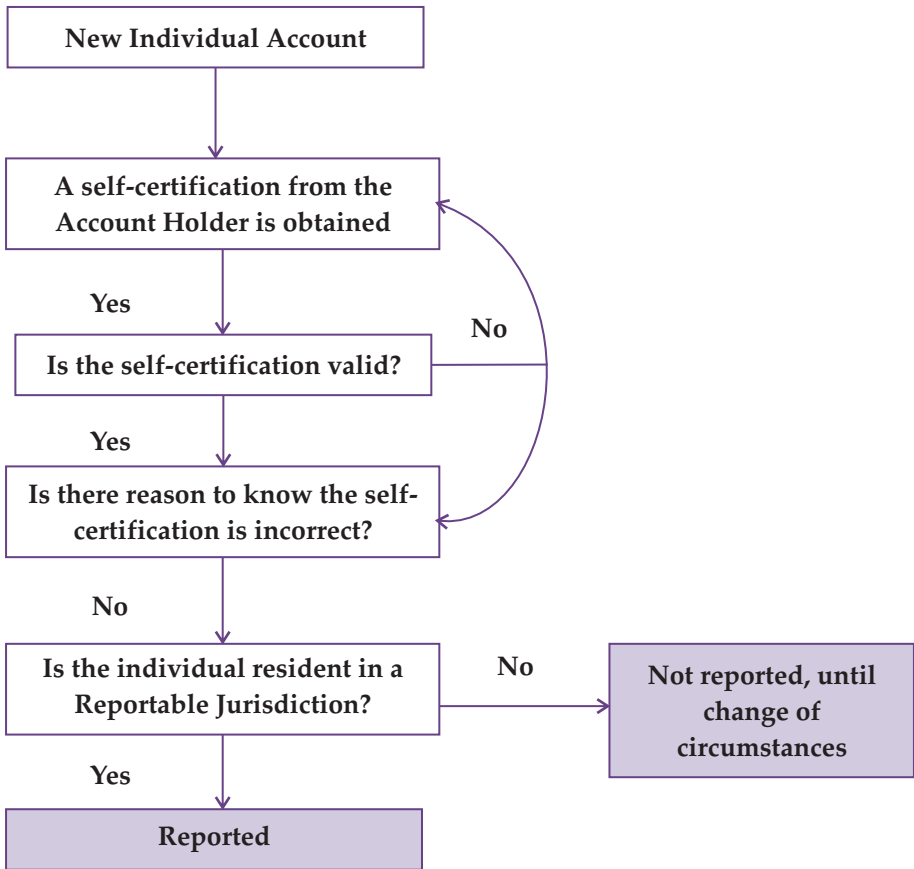 New Individual Account
A self-certification from the
Account Holder is obtained
Yes
No
Is the self-certification valid?
Yes
Is there reason to know the self-
certification is incorrect?
No
Is the individual resident in a
Reportable Jurisdiction?
No
Not reported, until
change of
circumstances
Yes
Reported